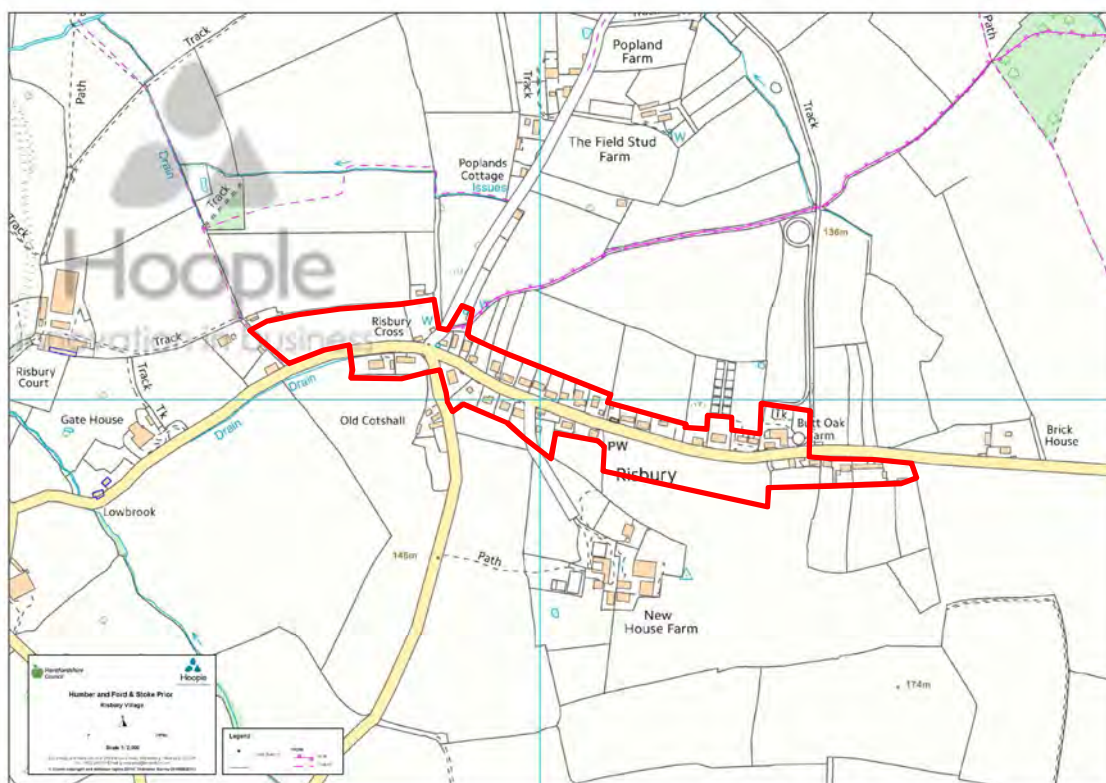 Track
Path
Popland
Farm
Path
Track
Drain
The Field Stud
Farm
W
Track
Poplands
Cottage
Issues
Track
Track
136m
Hoople
innovation in business
W
W
Risbury
Cross
Track
Risbury
Court
Track
Drain
Gate House
Tk
Old Cotshall
Tk
Butt Oak
Farm
Brick
House
PW
Risbury
Lowbrook
Path
New
House Farm
174m
Herefordshire
Council
Hoople
Humber and Ford & Stoke Prior
Risbury Village
Legend